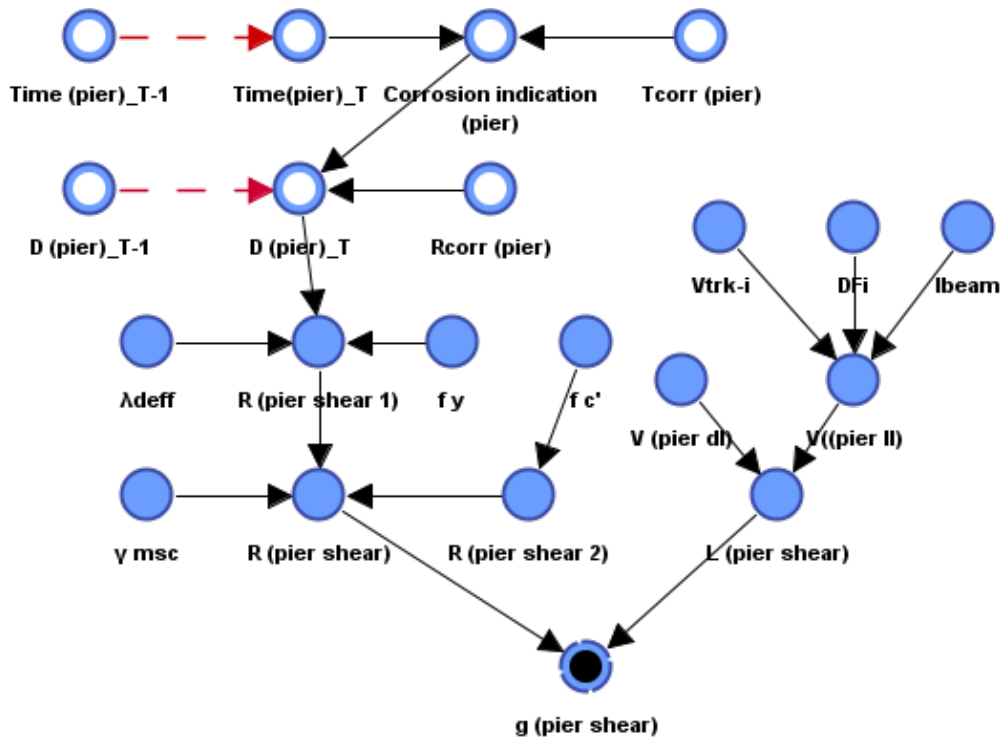 Time (pier)_T-1
Time(pier)_T
Corrosion indication
(pier)
Tcorr (pier)
D (pier)_T-1
D (pier)_T
Rcorr (pier)
Vtrk-i
DFi
Ibeam
λdeff
R (pier shear 1)
f y
f c'
V (pier dl)
V((pier ll)
γ msc
R (pier shear)
R (pier shear 2)
L (pier shear)
g (pier shear)